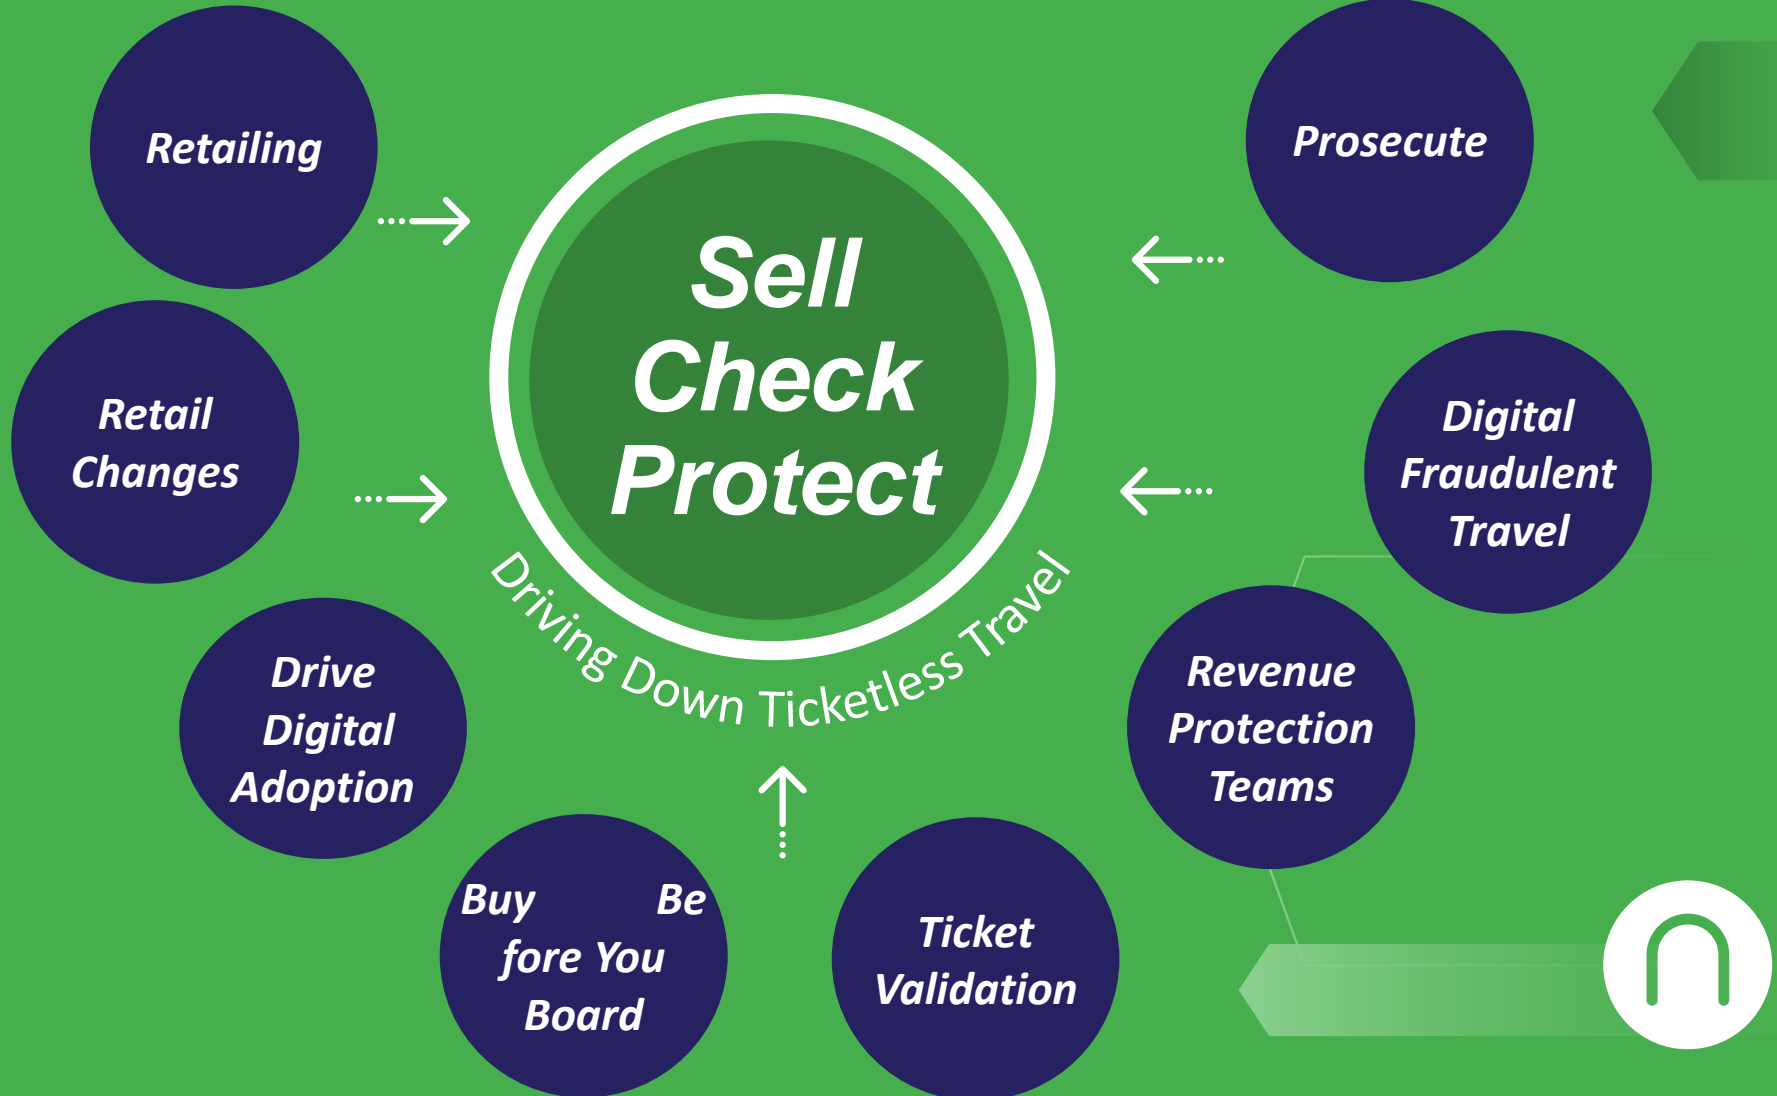 Retailing
Prosecute
Sell
Check
Protect
Retail
Changes
Digital
Fraudulent
Travel
Driving Down Ticketless Travel
Drive
Digital
Adoption
Revenue
Protection
Teams
Buy Be
fore You
Board
Ticket
Validation
n